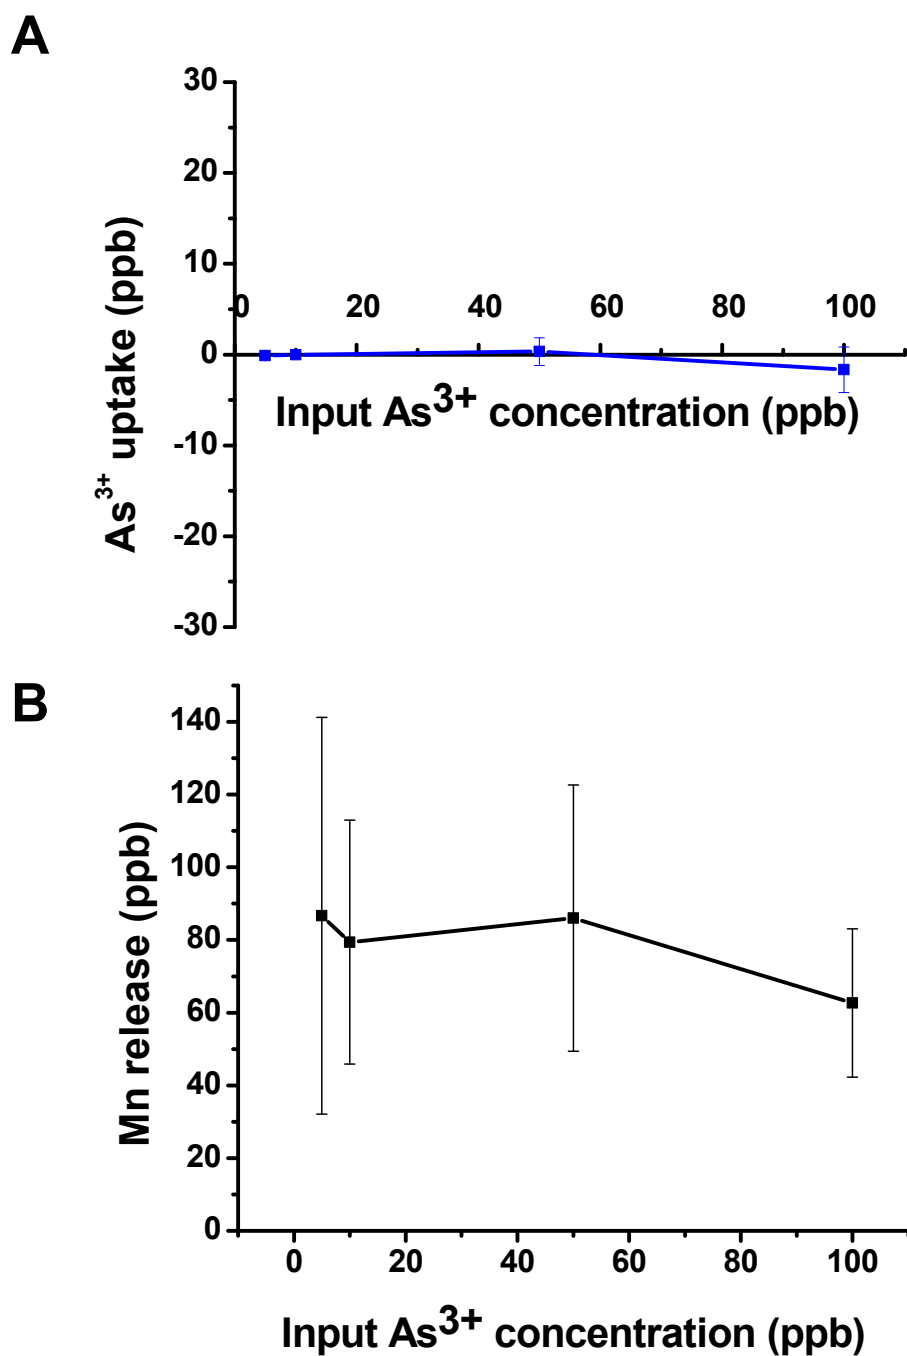 A
30
20
10
0
-10
-20
-30
As³⁺ uptake (ppb)
0 20 40 60 80 100
Input As³⁺ concentration (ppb)
B
140
120
100
80
60
40
20
0
Mn release (ppb)
0 20 40 60 80 100
Input As³⁺ concentration (ppb)